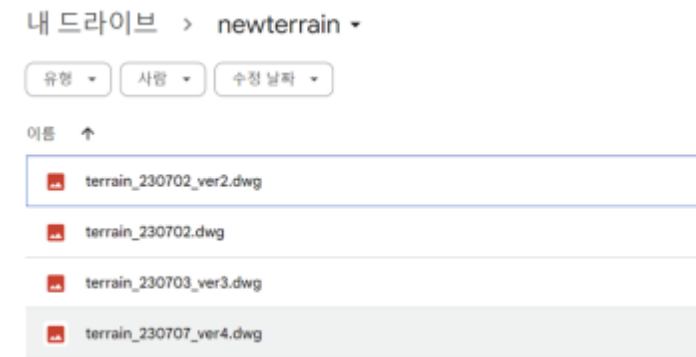 내 드라이브 > newterrain
유형 사람 수정 날짜
이름 ↑
terrain_230702_ver2.dwg
terrain_230702.dwg
terrain_230703_ver3.dwg
terrain_230707_ver4.dwg